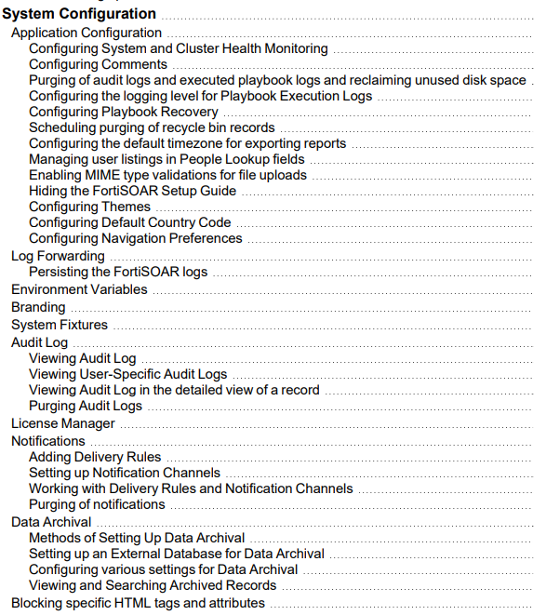 System Configuration
Application Configuration
Configuring System and Cluster Health Monitoring
Configuring Comments
Purging of audit logs and executed playbook logs and reclaiming unused disk space
Configuring the logging level for Playbook Execution Logs
Configuring Playbook Recovery
Scheduling purging of recycle bin records
Configuring the default timezone for exporting reports
Managing user listings in People Lookup fields
Enabling MIME type validations for file uploads
Hiding the FortiSOAR Setup Guide
Configuring Themes
Configuring Default Country Code
Configuring Navigation Preferences
Log Forwarding
Persisting the FortiSOAR logs
Environment Variables
Branding
System Fixtures
Audit Log
Viewing Audit Log
Viewing User-Specific Audit Logs
Viewing Audit Log in the detailed view of a record
Purging Audit Logs
License Manager
Notifications
Adding Delivery Rules
Setting up Notification Channels
Working with Delivery Rules and Notification Channels
Purging of notifications
Data Archival
Methods of Setting Up Data Archival
Setting up an External Database for Data Archival
Configuring various settings for Data Archival
Viewing and Searching Archived Records
Blocking specific HTML tags and attributes